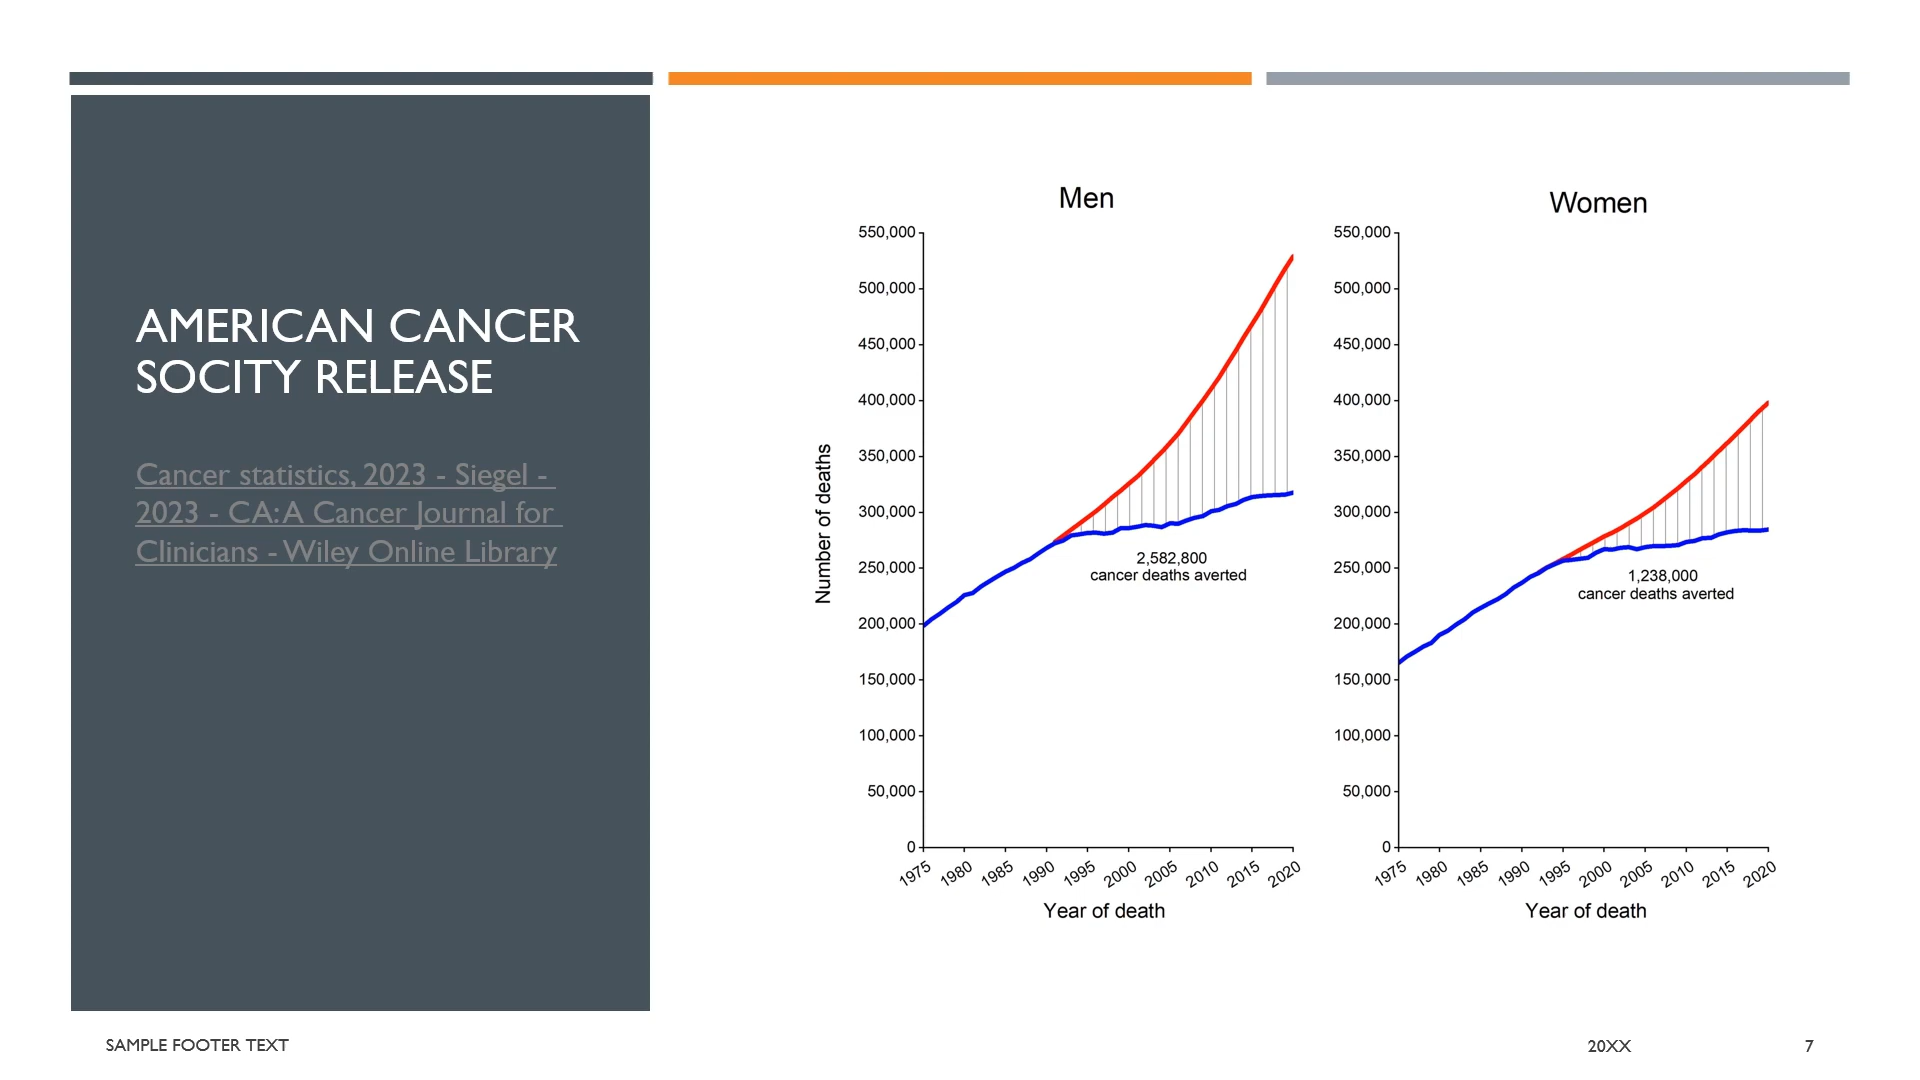 AMERICAN CANCER
SOCITY RELEASE
Cancer statistics, 2023 - Siegel -
2023 - CA: A Cancer Journal for
Clinicians - Wiley Online Library
Men
550,000
500,000
450,000
400,000
350,000
300,000
250,000
200,000
150,000
100,000
50,000
0
Number of deaths
2,582,800
cancer deaths averted
1975 1980 1985 1990 1995 2000 2005 2010 2015 2020
Year of death
Women
550,000
500,000
450,000
400,000
350,000
300,000
250,000
200,000
150,000
100,000
50,000
0
1,238,000
cancer deaths averted
1975 1980 1985 1990 1995 2000 2005 2010 2015 2020
Year of death
SAMPLE FOOTER TEXT
20XX
7